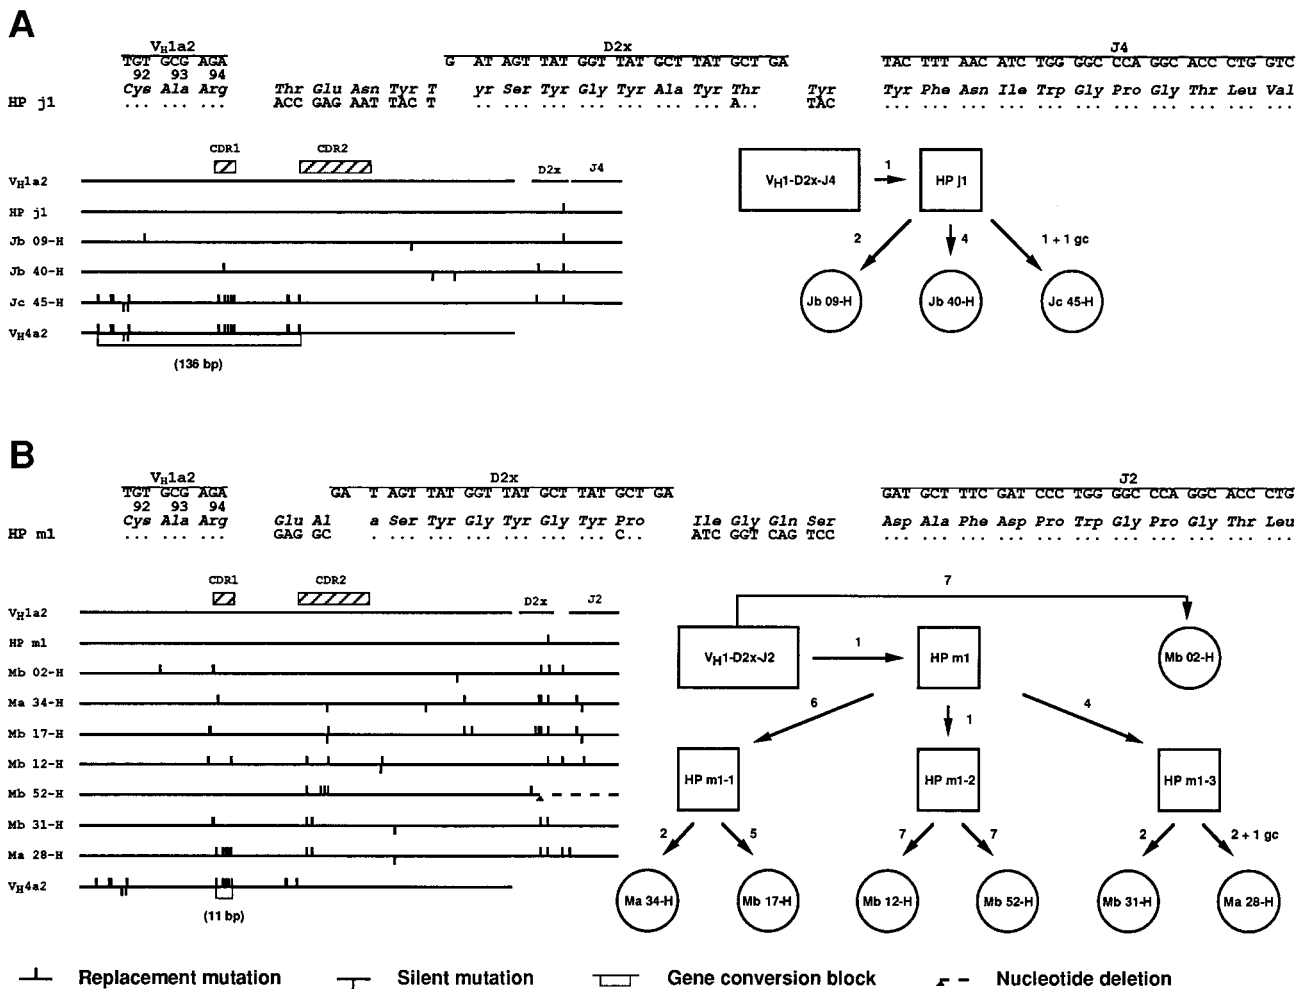 A
VH1a2 D2x J4
TGT GCG AGA G AT AGT TAT GGT TAT GCT TAT GCT GA TAC TTT AAC ATC TGG GGC CCA GGC ACC CTG GTC
92 93 94
Cys Ala Arg Thr Glu Asn Tyr T yr Ser Tyr Gly Tyr Ala Tyr Thr Tyr Tyr Phe Asn Ile Trp Gly Pro Gly Thr Leu Val
HP j1 ... ... ... ACC GAG AAT TAC T .. ... ... ... ... ... ... A.. TAC ... ... ... ... ... ... ... ... ... ... ...
CDR1 CDR2
VH1a2 D2x J4
HP j1
Jb 09-H
Jb 40-H
Jc 45-H
VH4a2
(136 bp)
VH1-D2x-J4 1 HP j1
2 4 1 + 1 gc
Jb 09-H Jb 40-H Jc 45-H
B
VH1a2 D2x J2
TGT GCG AGA GA T AGT TAT GGT TAT GCT TAT GCT GA GAT GCT TTC GAT CCC TGG GGC CCA GGC ACC CTG
92 93 94
Cys Ala Arg Glu Al a Ser Tyr Gly Tyr Gly Tyr Pro Ile Gly Gln Ser Asp Ala Phe Asp Pro Trp Gly Pro Gly Thr Leu
HP m1 ... ... ... GAG GC . ... ... ... ... ... ... C.. ATC GGT CAG TCC ... ... ... ... ... ... ... ... ... ... ...
CDR1 CDR2
VH1a2 D2x J2
HP m1
Mb 02-H
Ma 34-H
Mb 17-H
Mb 12-H
Mb 52-H
Mb 31-H
Ma 28-H
VH4a2
(11 bp)
7
VH1-D2x-J2 1 HP m1 Mb 02-H
6 1 4
HP m1-1 HP m1-2 HP m1-3
2 5 7 7 2 2 + 1 gc
Ma 34-H Mb 17-H Mb 12-H Mb 52-H Mb 31-H Ma 28-H
Replacement mutation Silent mutation Gene conversion block Nucleotide deletion